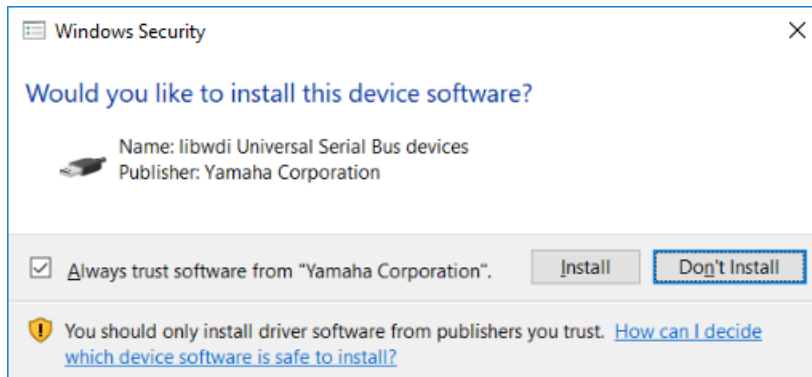 Windows Security
Would you like to install this device software?
Name: libwdi Universal Serial Bus devices
Publisher: Yamaha Corporation
Always trust software from "Yamaha Corporation".
Install
Don't Install
You should only install driver software from publishers you trust. How can I decide
which device software is safe to install?